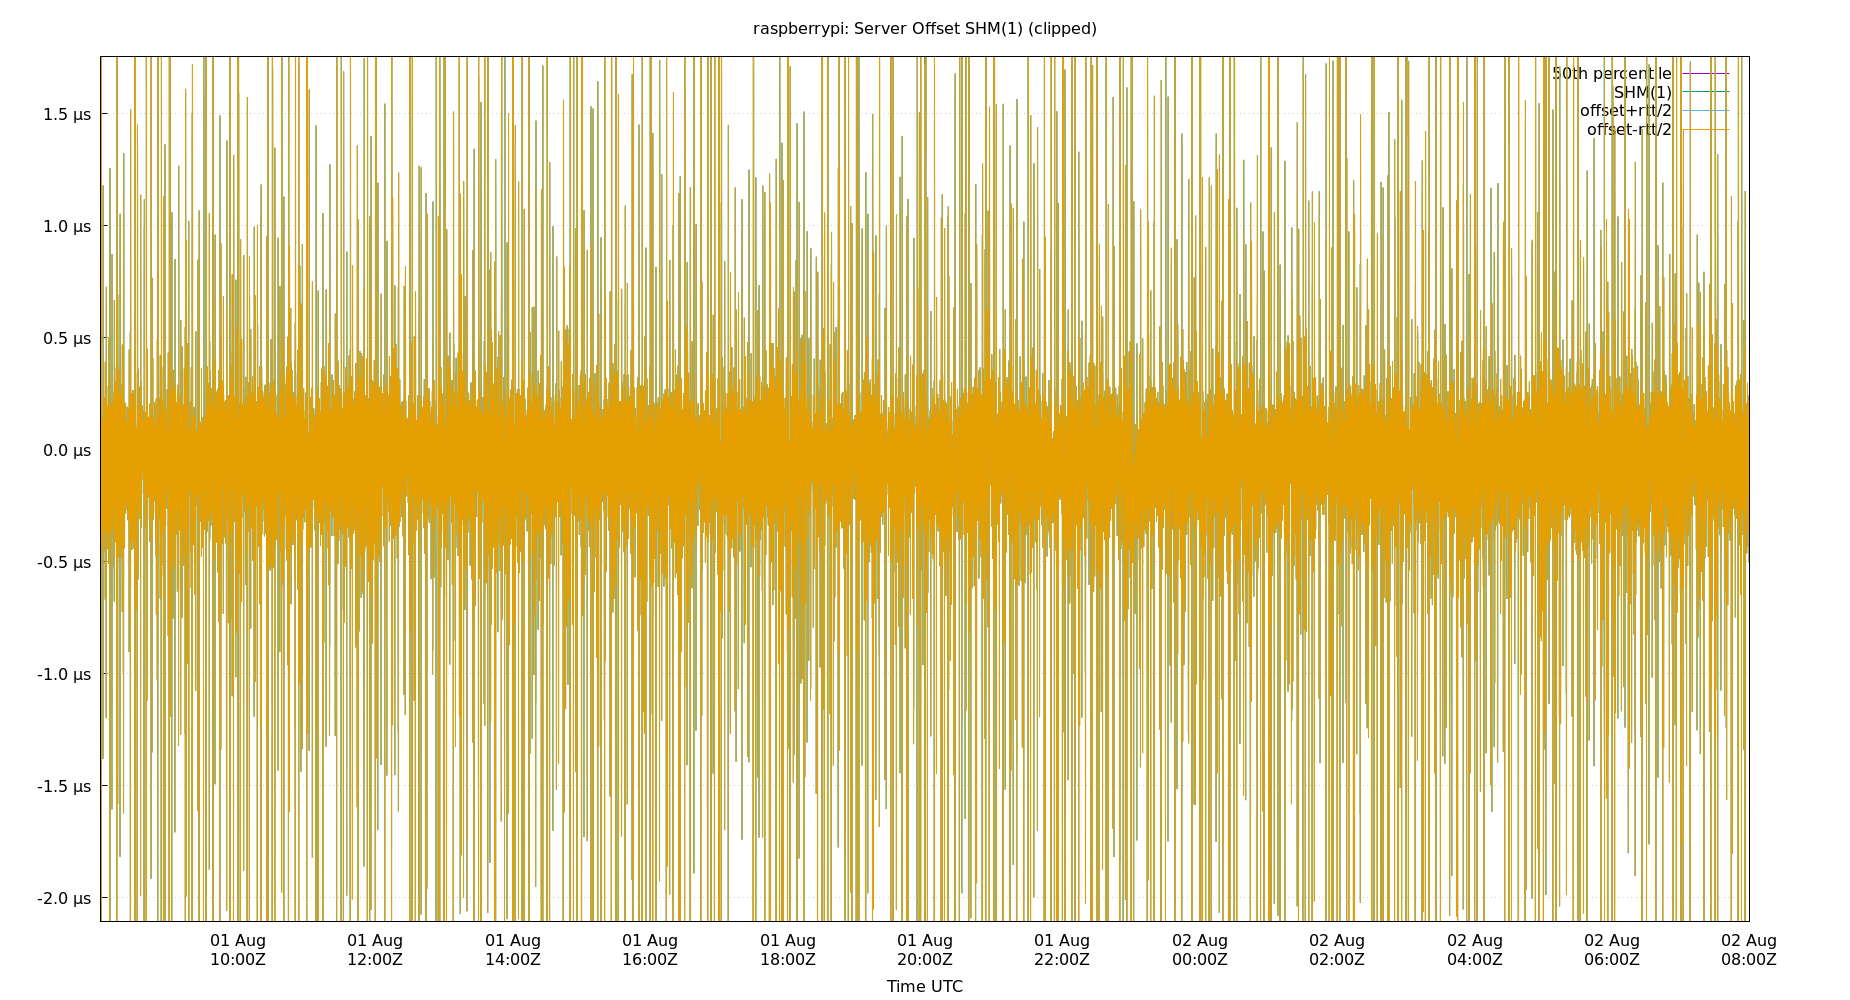 raspberrypi: Server Offset SHM(1) (clipped)
50th percentile
SHM(1)
offset+rtt/2
offset-rtt/2
1.5 µs
1.0 µs
0.5 µs
0.0 µs
-0.5 µs
-1.0 µs
-1.5 µs
-2.0 µs
01 Aug 01 Aug 01 Aug 01 Aug 01 Aug 01 Aug 01 Aug 02 Aug 02 Aug 02 Aug 02 Aug 02 Aug
10:00Z 12:00Z 14:00Z 16:00Z 18:00Z 20:00Z 22:00Z 00:00Z 02:00Z 04:00Z 06:00Z 08:00Z
Time UTC